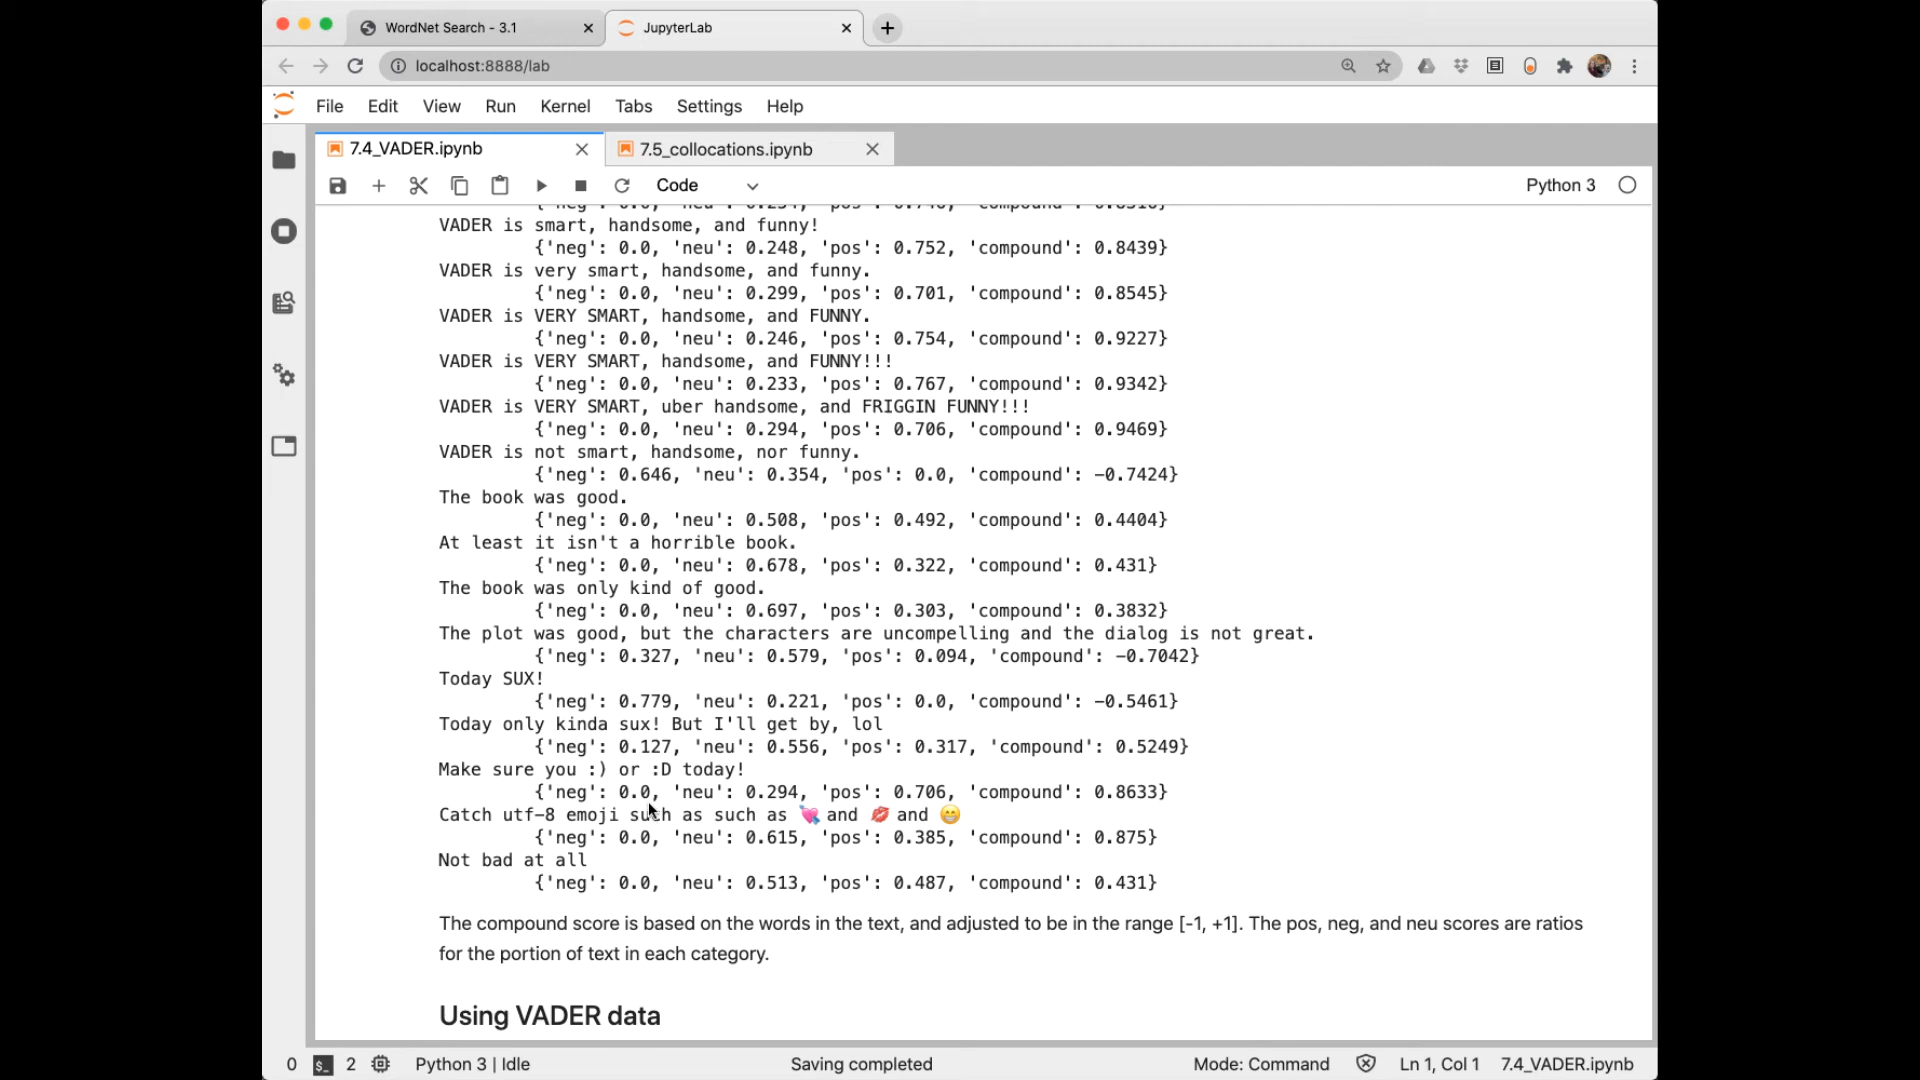 WordNet Search - 3.1
JupyterLab
localhost:8888/lab
File Edit View Run Kernel Tabs Settings Help
7.4_VADER.ipynb
7.5_collocations.ipynb
Code
Python 3
VADER is smart, handsome, and funny!
{'neg': 0.0, 'neu': 0.248, 'pos': 0.752, 'compound': 0.8439}
VADER is very smart, handsome, and funny.
{'neg': 0.0, 'neu': 0.299, 'pos': 0.701, 'compound': 0.8545}
VADER is VERY SMART, handsome, and FUNNY.
{'neg': 0.0, 'neu': 0.246, 'pos': 0.754, 'compound': 0.9227}
VADER is VERY SMART, handsome, and FUNNY!!!
{'neg': 0.0, 'neu': 0.233, 'pos': 0.767, 'compound': 0.9342}
VADER is VERY SMART, uber handsome, and FRIGGIN FUNNY!!!
{'neg': 0.0, 'neu': 0.294, 'pos': 0.706, 'compound': 0.9469}
VADER is not smart, handsome, nor funny.
{'neg': 0.646, 'neu': 0.354, 'pos': 0.0, 'compound': -0.7424}
The book was good.
{'neg': 0.0, 'neu': 0.508, 'pos': 0.492, 'compound': 0.4404}
At least it isn't a horrible book.
{'neg': 0.0, 'neu': 0.678, 'pos': 0.322, 'compound': 0.431}
The book was only kind of good.
{'neg': 0.0, 'neu': 0.697, 'pos': 0.303, 'compound': 0.3832}
The plot was good, but the characters are uncompelling and the dialog is not great.
{'neg': 0.327, 'neu': 0.579, 'pos': 0.094, 'compound': -0.7042}
Today SUX!
{'neg': 0.779, 'neu': 0.221, 'pos': 0.0, 'compound': -0.5461}
Today only kinda sux! But I'll get by, lol
{'neg': 0.127, 'neu': 0.556, 'pos': 0.317, 'compound': 0.5249}
Make sure you :) or :D today!
{'neg': 0.0, 'neu': 0.294, 'pos': 0.706, 'compound': 0.8633}
Catch utf-8 emoji such as such as 💘 and 💋 and 😁
{'neg': 0.0, 'neu': 0.615, 'pos': 0.385, 'compound': 0.875}
Not bad at all
{'neg': 0.0, 'neu': 0.513, 'pos': 0.487, 'compound': 0.431}
The compound score is based on the words in the text, and adjusted to be in the range [-1, +1]. The pos, neg, and neu scores are ratios
for the portion of text in each category.
Using VADER data
0 2 Python 3 | Idle Saving completed Mode: Command Ln 1, Col 1 7.4_VADER.ipynb